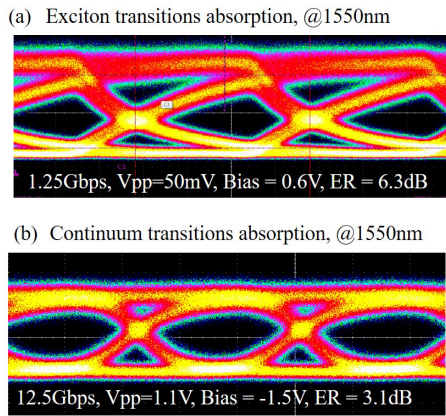 (a) Exciton transitions absorption, @1550nm
1.25Gbps, Vpp=50mV, Bias = 0.6V, ER = 6.3dB
(b) Continuum transitions absorption, @1550nm
12.5Gbps, Vpp=1.1V, Bias = -1.5V, ER = 3.1dB